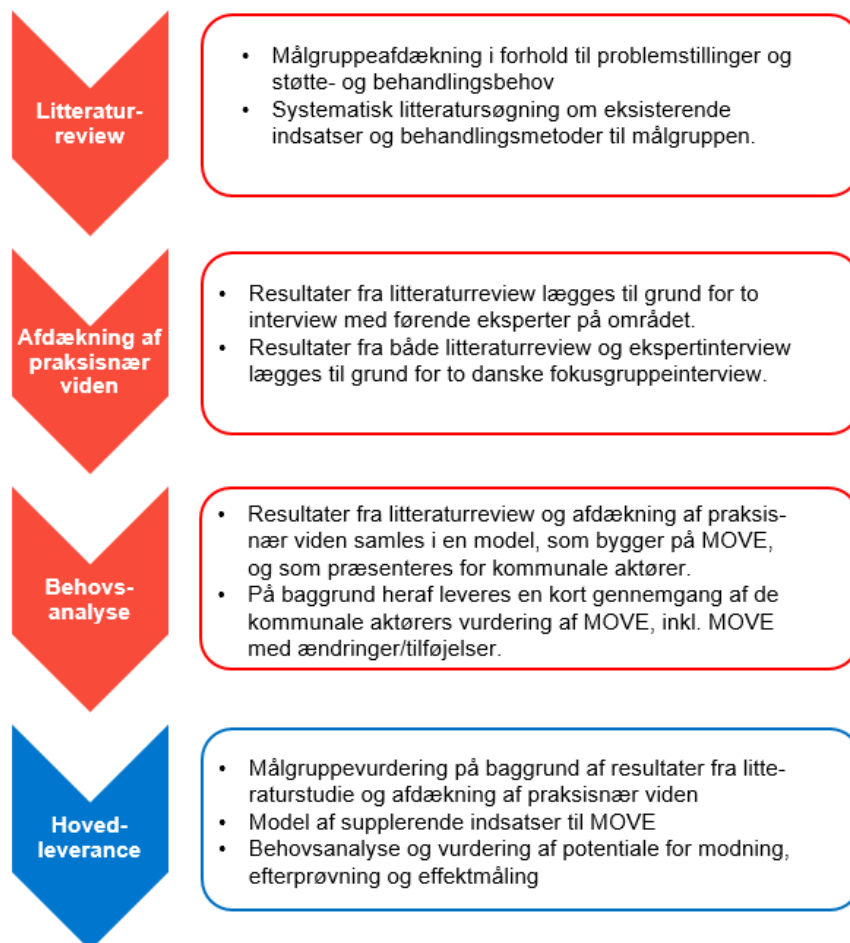 Litteratur-
review
• Målgruppeafdækning i forhold til problemstillinger og
støtte- og behandlingsbehov
• Systematisk litteratursøgning om eksisterende
indsatser og behandlingsmetoder til målgruppen.
Afdækning af
praksisnær
viden
• Resultater fra litteraturreview lægges til grund for to
interview med førende eksperter på området.
• Resultater fra både litteraturreview og ekspertinterview
lægges til grund for to danske fokusgruppeinterview.
Behovs-
analyse
• Resultater fra litteraturreview og afdækning af praksis-
nær viden samles i en model, som bygger på MOVE,
og som præsenteres for kommunale aktører.
• På baggrund heraf leveres en kort gennemgang af de
kommunale aktørers vurdering af MOVE, inkl. MOVE
med ændringer/tilføjelser.
Hoved-
leverance
• Målgruppevurdering på baggrund af resultater fra litte-
raturstudie og afdækning af praksisnær viden
• Model af supplerende indsatser til MOVE
• Behovsanalyse og vurdering af potentiale for modning,
efterprøvning og effektmåling